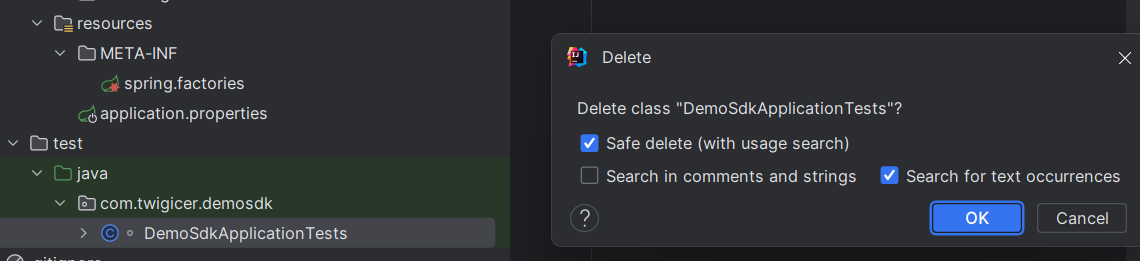 resources
META-INF
spring.factories
application.properties
test
java
com.twigicer.demosdk
DemoSdkApplicationTests
Delete
Delete class "DemoSdkApplicationTests"?
Safe delete (with usage search)
Search in comments and strings Search for text occurrences
? OK Cancel